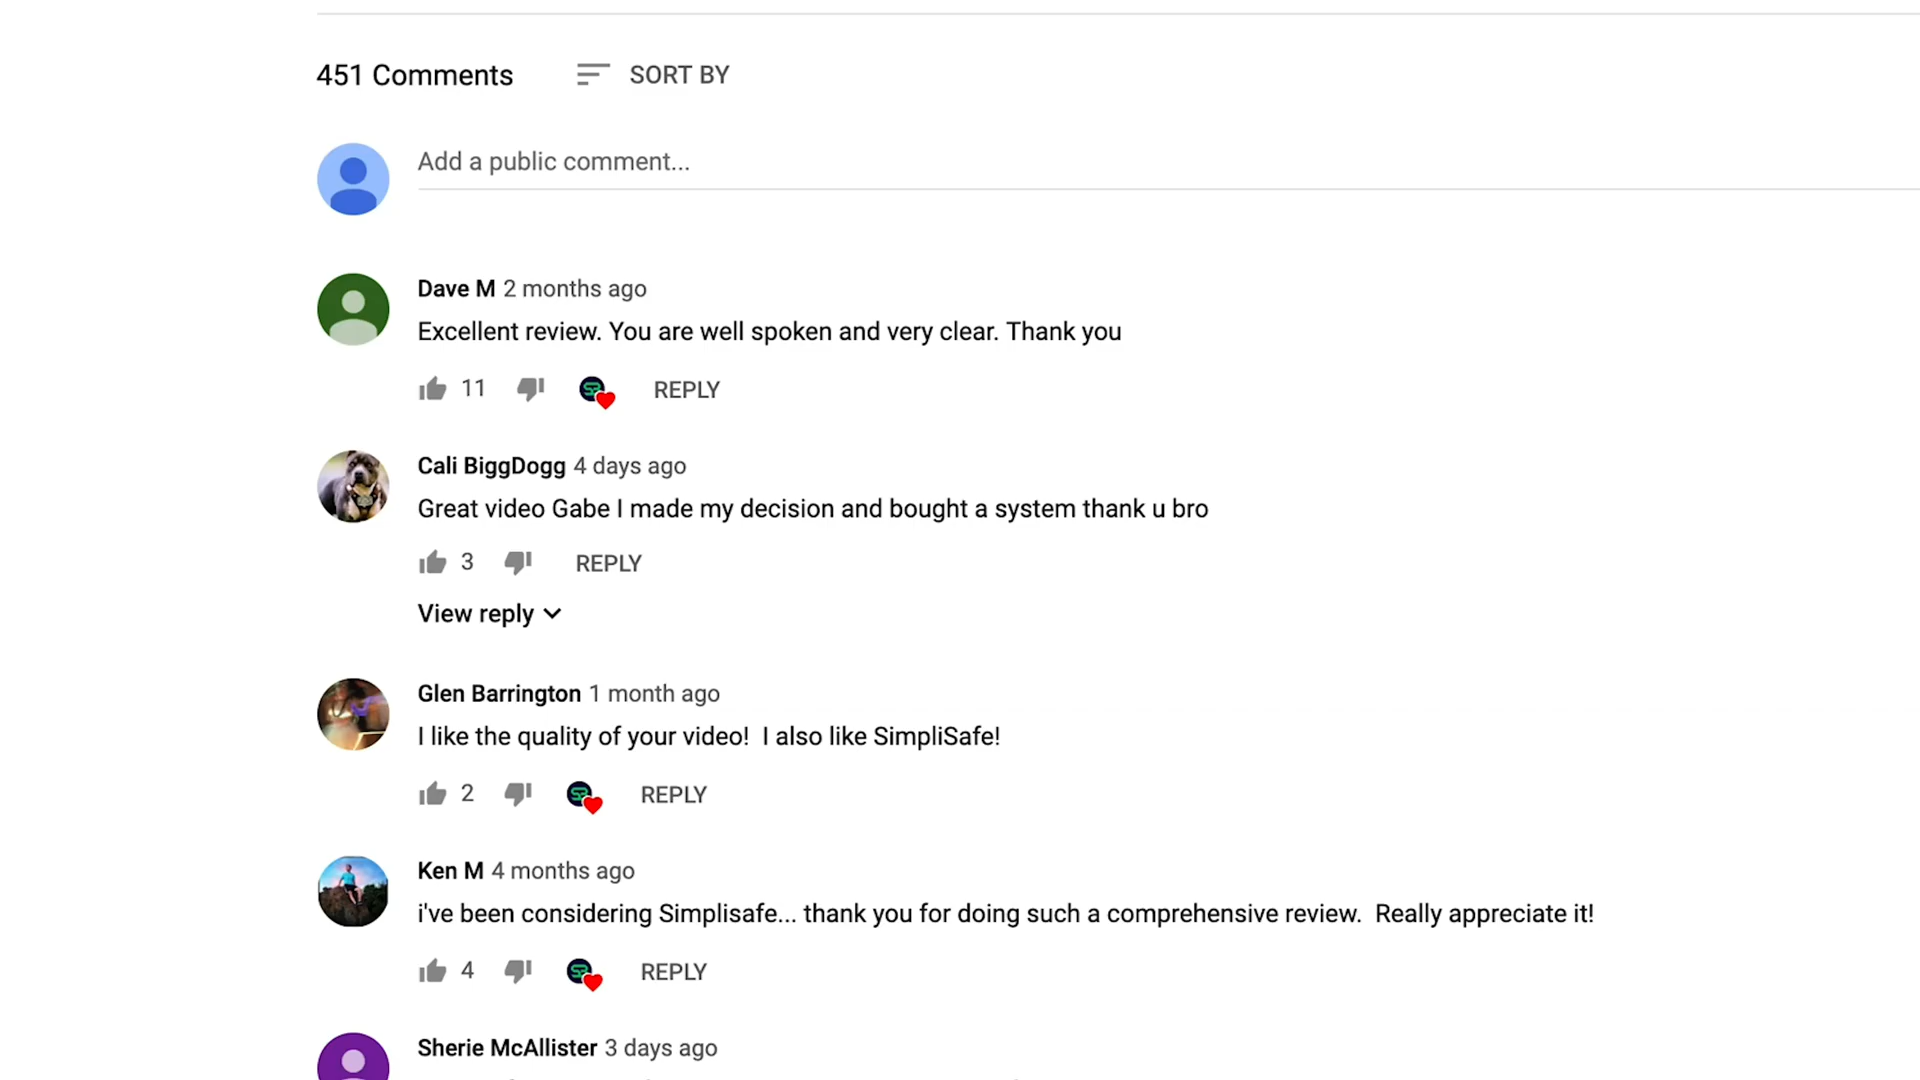 451 Comments
SORT BY
Add a public comment...
Dave M 2 months ago
Excellent review. You are well spoken and very clear. Thank you
11
REPLY
Cali BiggDogg 4 days ago
Great video Gabe I made my decision and bought a system thank u bro
3
REPLY
View reply
Glen Barrington 1 month ago
I like the quality of your video!  I also like SimpliSafe!
2
REPLY
Ken M 4 months ago
i've been considering Simplisafe... thank you for doing such a comprehensive review.  Really appreciate it!
4
REPLY
Sherie McAllister 3 days ago